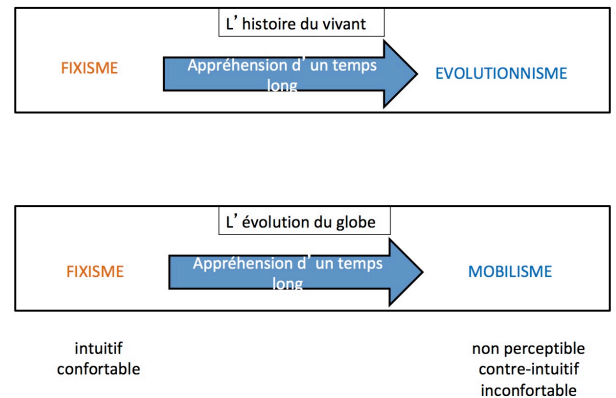 L’histoire du vivant
FIXISME
Appréhension d’un temps
long
EVOLUTIONNISME
L’évolution du globe
FIXISME
Appréhension d’un temps
long
MOBILISME
intuitif
confortable
non perceptible
contre-intuitif
inconfortable